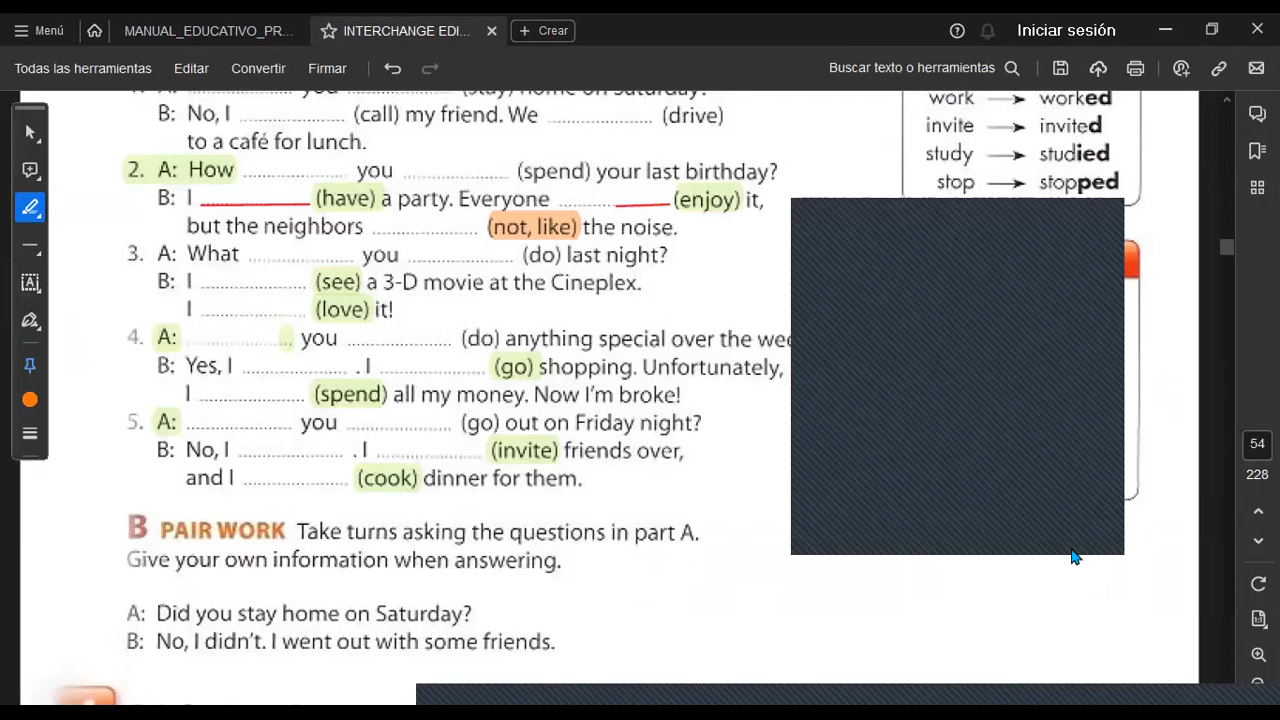 Menú MANUAL_EDUCATIVO_PR... INTERCHANGE EDI... Crear Iniciar sesión
Todas las herramientas Editar Convertir Firmar Buscar texto o herramientas
1. A: .................... you .................... (stay) home on Saturday?
B: No, I .................... (call) my friend. We .................... (drive)
to a café for lunch.
2. A: How .................... you .................... (spend) your last birthday?
B: I .................... (have) a party. Everyone .................... (enjoy) it,
but the neighbors .................... (not, like) the noise.
3. A: What .................... you .................... (do) last night?
B: I .................... (see) a 3-D movie at the Cineplex.
I .................... (love) it!
4. A: .................... you .................... (do) anything special over the
B: Yes, I .................... . I .................... (go) shopping. Unfortunately,
I .................... (spend) all my money. Now I'm broke!
5. A: .................... you .................... (go) out on Friday night?
B: No, I .................... . I .................... (invite) friends over,
and I .................... (cook) dinner for them.
work → worked
invite → invited
study → studied
stop → stopped
B PAIR WORK Take turns asking the questions in part A.
Give your own information when answering.
A: Did you stay home on Saturday?
B: No, I didn't. I went out with some friends.
54
228